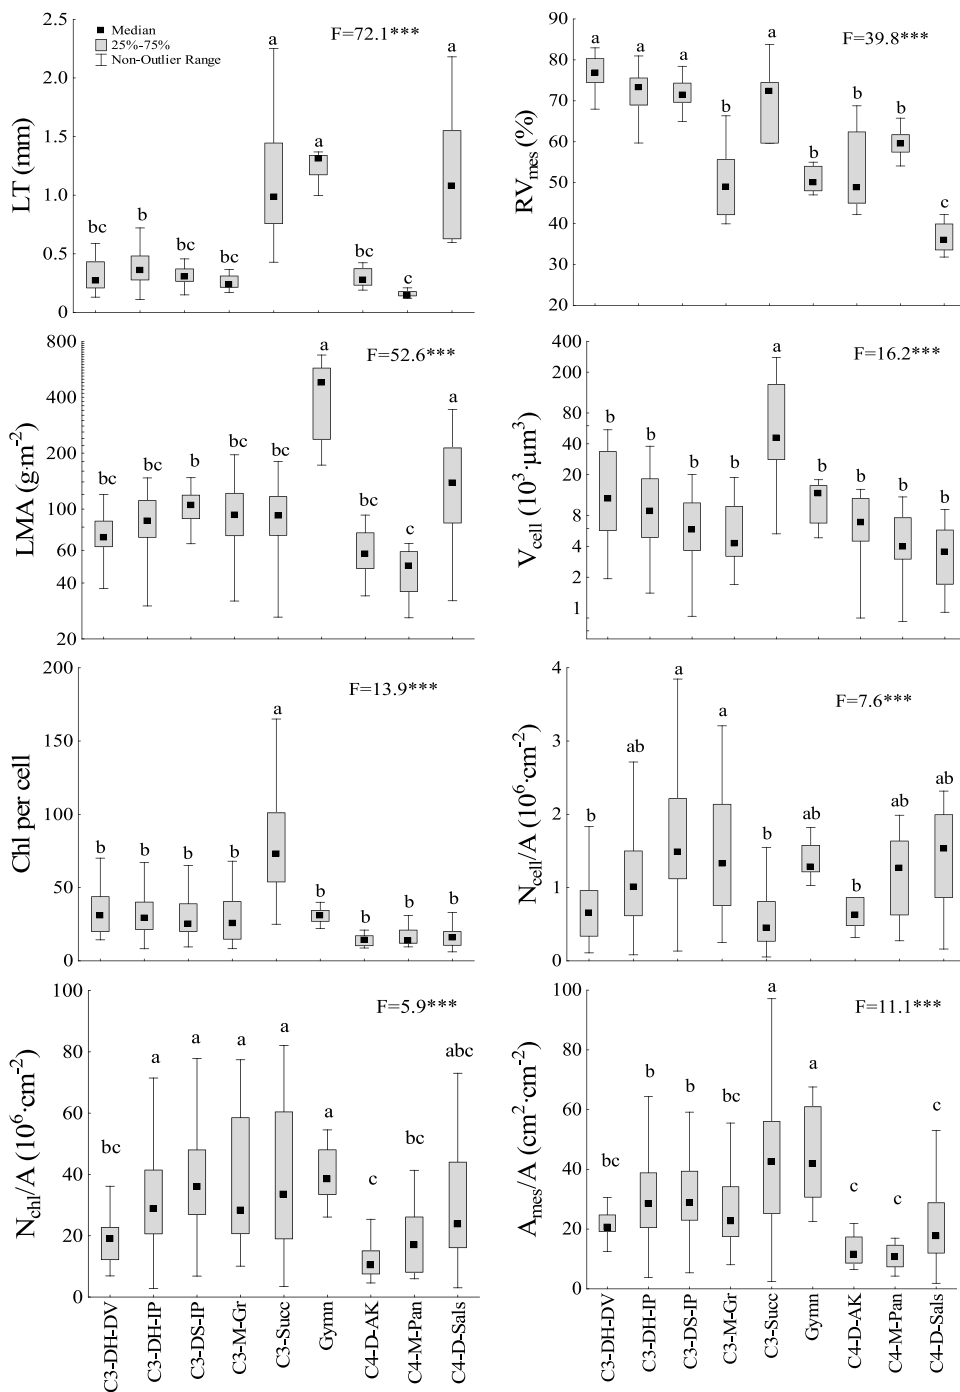 LT (mm)
2.5
2.0
1.5
1.0
0.5
0
Median
25%-75%
Non-Outlier Range
F=72.1***
bc
b
bc
bc
a
a
bc
c
a
RVmes (%)
90
80
70
60
50
40
30
20
F=39.8***
a
a
a
b
a
b
b
b
c
LMA (g·m⁻²)
800
400
200
100
60
40
20
F=52.6***
bc
bc
b
bc
bc
a
bc
c
a
Vcell (10³·μm³)
400
200
80
40
20
8
4
2
1
F=16.2***
b
b
b
b
a
b
b
b
b
Chl per cell
200
150
100
50
0
F=13.9***
b
b
b
b
a
b
b
b
b
Ncell/A (10⁶·cm⁻²)
4
3
2
1
0
F=7.6***
b
ab
a
a
b
ab
b
ab
ab
Nchl/A (10⁶·cm⁻²)
100
80
60
40
20
0
F=5.9***
bc
a
a
a
a
a
c
bc
abc
C3-DH-DV
C3-DH-IP
C3-DS-IP
C3-M-Gr
C3-Succ
Gymn
C4-D-AK
C4-M-Pan
C4-D-Sals
Ames/A (cm²·cm⁻²)
100
80
60
40
20
0
F=11.1***
bc
b
b
bc
a
a
c
c
c
C3-DH-DV
C3-DH-IP
C3-DS-IP
C3-M-Gr
C3-Succ
Gymn
C4-D-AK
C4-M-Pan
C4-D-Sals